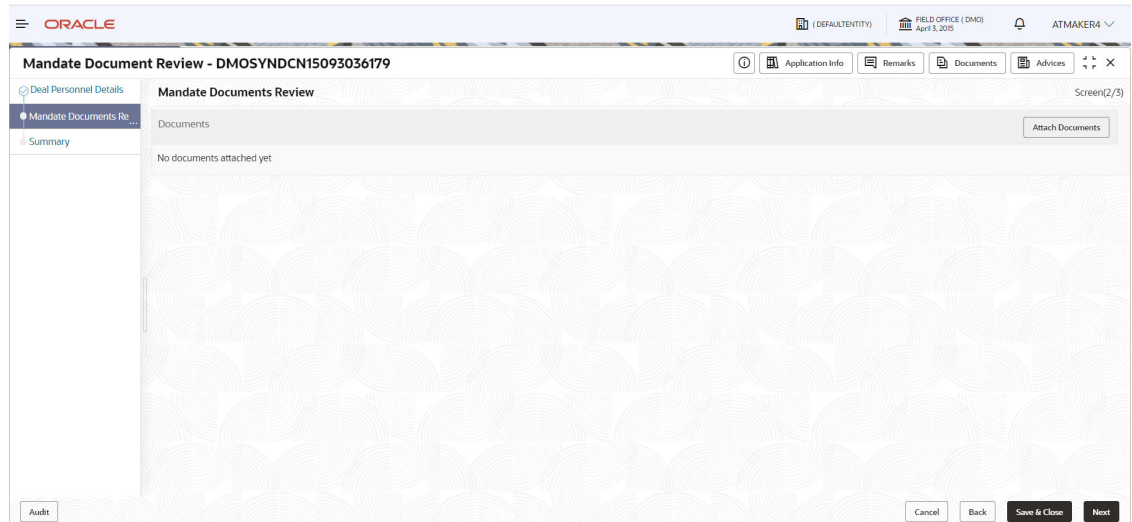 ORACLE
( DEFAULTENTITY)
FIELD OFFICE ( DMO)
April 3, 2015
ATMAKER4
Mandate Document Review - DMOSYNDCN15093036179
Application Info
Remarks
Documents
Advices
Deal Personnel Details
Mandate Documents Re...
Summary
Mandate Documents Review
Screen(2/3)
Documents
Attach Documents
No documents attached yet
Audit
Cancel
Back
Save & Close
Next